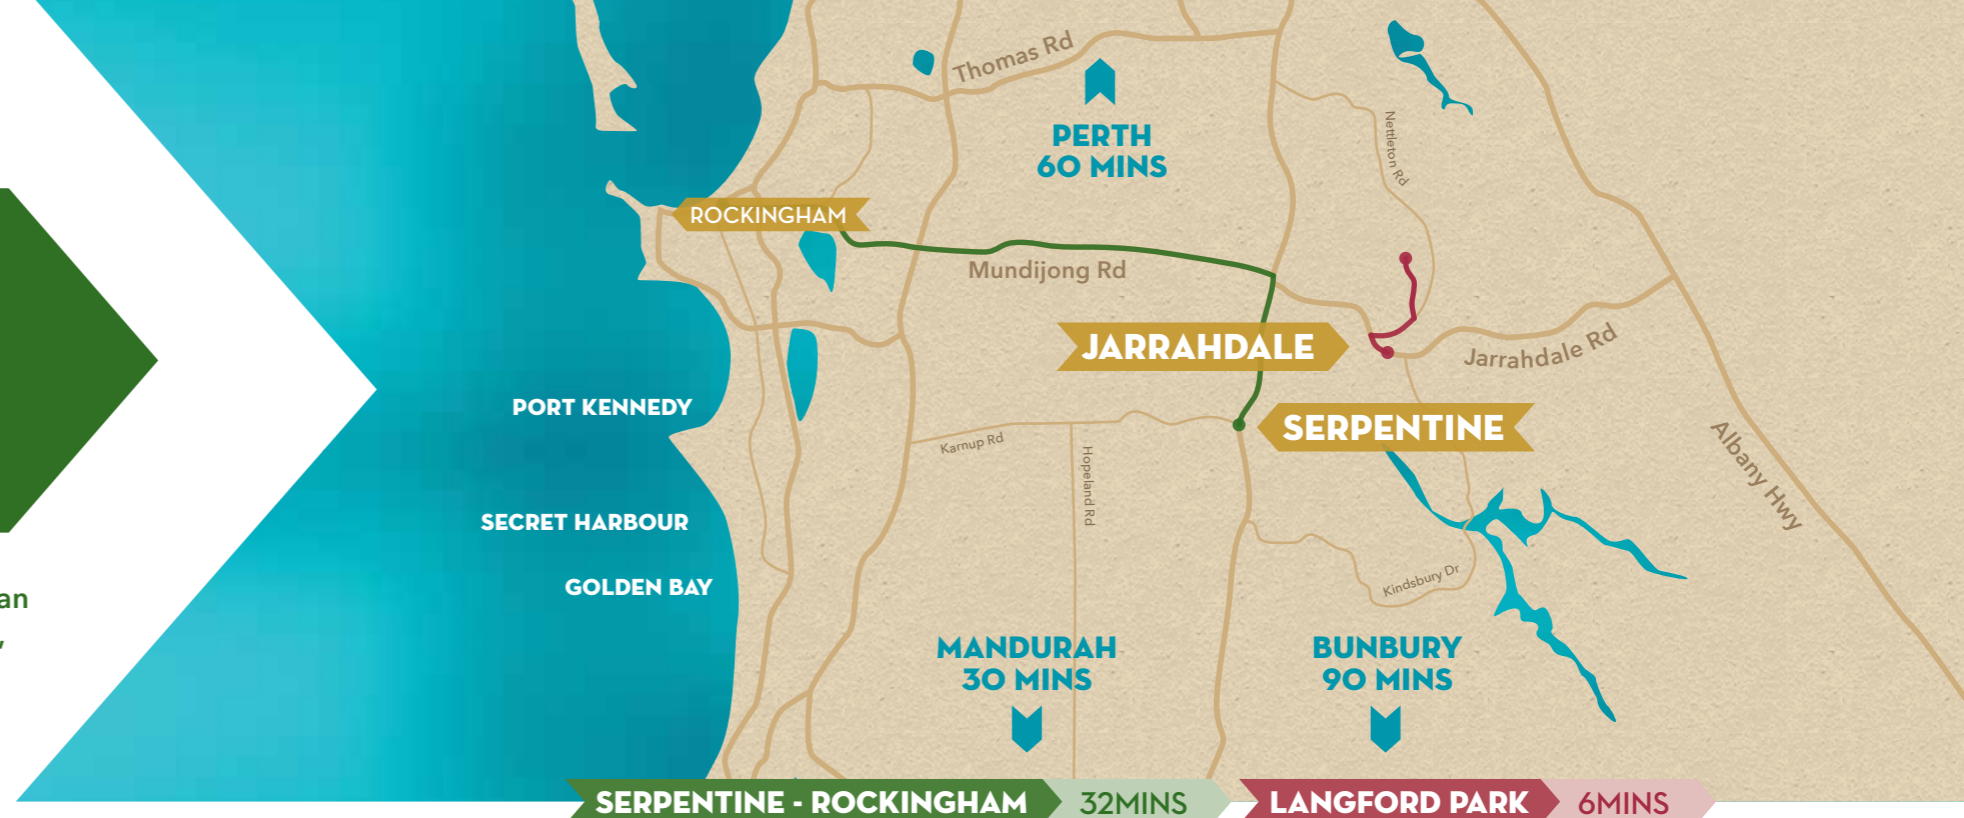 Thomas Rd
PERTH
60 MINS
Nettleton Rd
ROCKINGHAM
Mundijong Rd
JARRAHDALE
Jarrahdale Rd
PORT KENNEDY
SERPENTINE
Karnup Rd
Hopeland Rd
Albany Hwy
SECRET HARBOUR
Kindsbury Dr
GOLDEN BAY
an
,
MANDURAH
30 MINS
BUNBURY
90 MINS
SERPENTINE - ROCKINGHAM 32MINS
LANGFORD PARK 6MINS